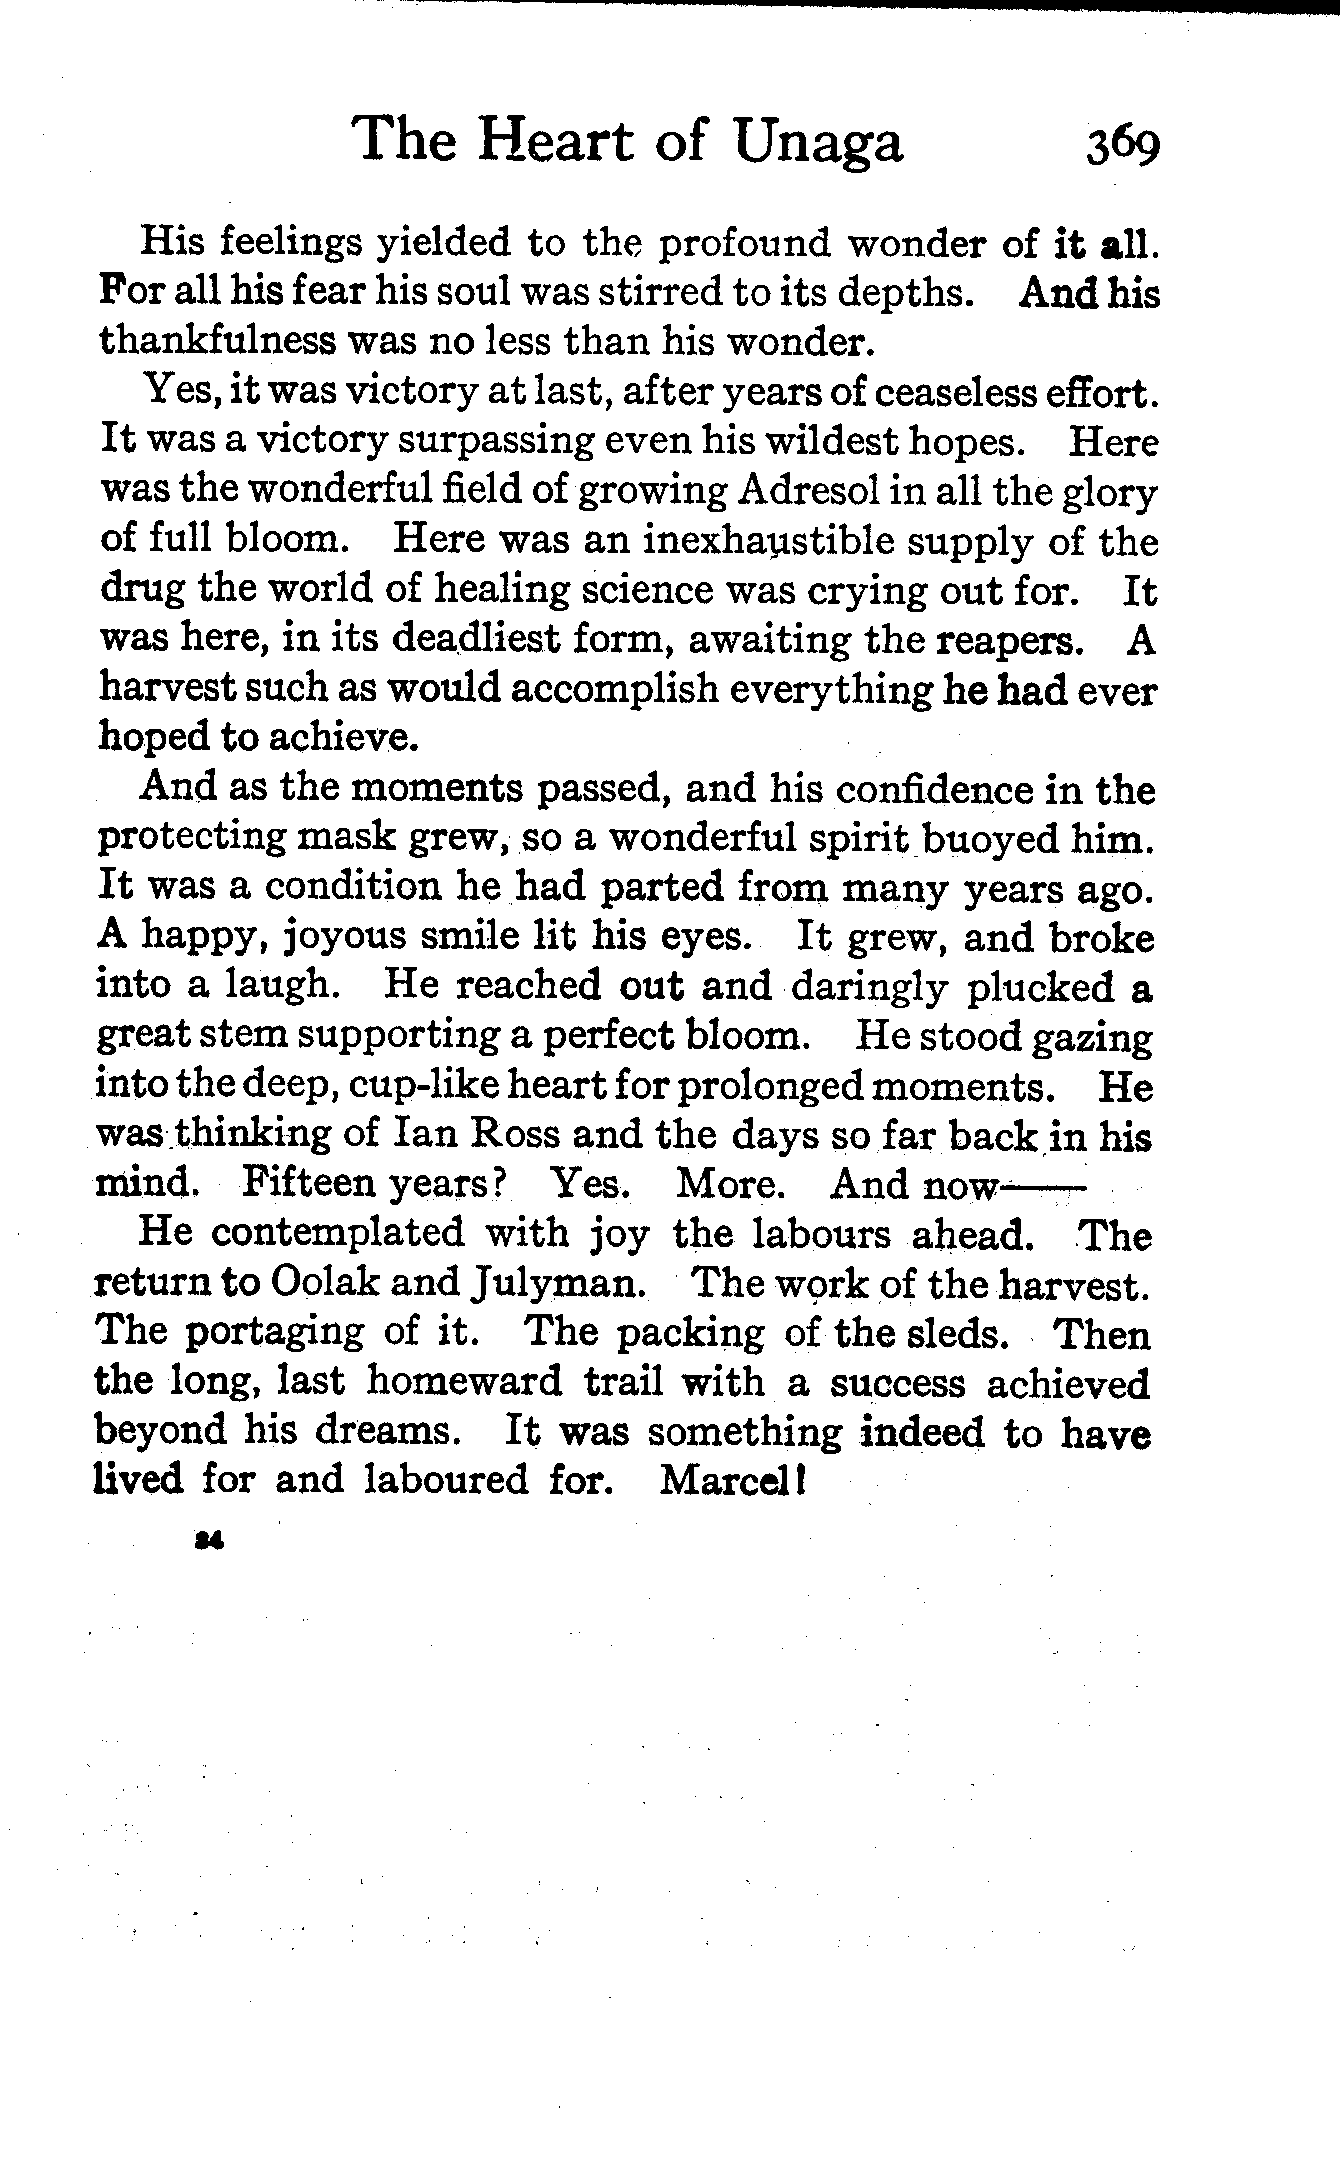 The Heart of Unaga 369
His feelings yielded to the profound wonder of it all.
For all his fear his soul was stirred to its depths. And his
thankfulness was no less than his wonder.
Yes, it was victory at last, after years of ceaseless effort.
It was a victory surpassing even his wildest hopes. Here
was the wonderful field of growing Adresol in all the glory
of full bloom. Here was an inexhaustible supply of the
drug the world of healing science was crying out for. It
was here, in its deadliest form, awaiting the reapers. A
harvest such as would accomplish everything he had ever
hoped to achieve.
And as the moments passed, and his confidence in the
protecting mask grew, so a wonderful spirit buoyed him.
It was a condition he had parted from many years ago.
A happy, joyous smile lit his eyes. It grew, and broke
into a laugh. He reached out and daringly plucked a
great stem supporting a perfect bloom. He stood gazing
into the deep, cup-like heart for prolonged moments. He
was thinking of Ian Ross and the days so far back in his
mind. Fifteen years? Yes. More. And now——
He contemplated with joy the labours ahead. The
return to Oolak and Julyman. The work of the harvest.
The portaging of it. The packing of the sleds. Then
the long, last homeward trail with a success achieved
beyond his dreams. It was something indeed to have
lived for and laboured for. Marcel!
24